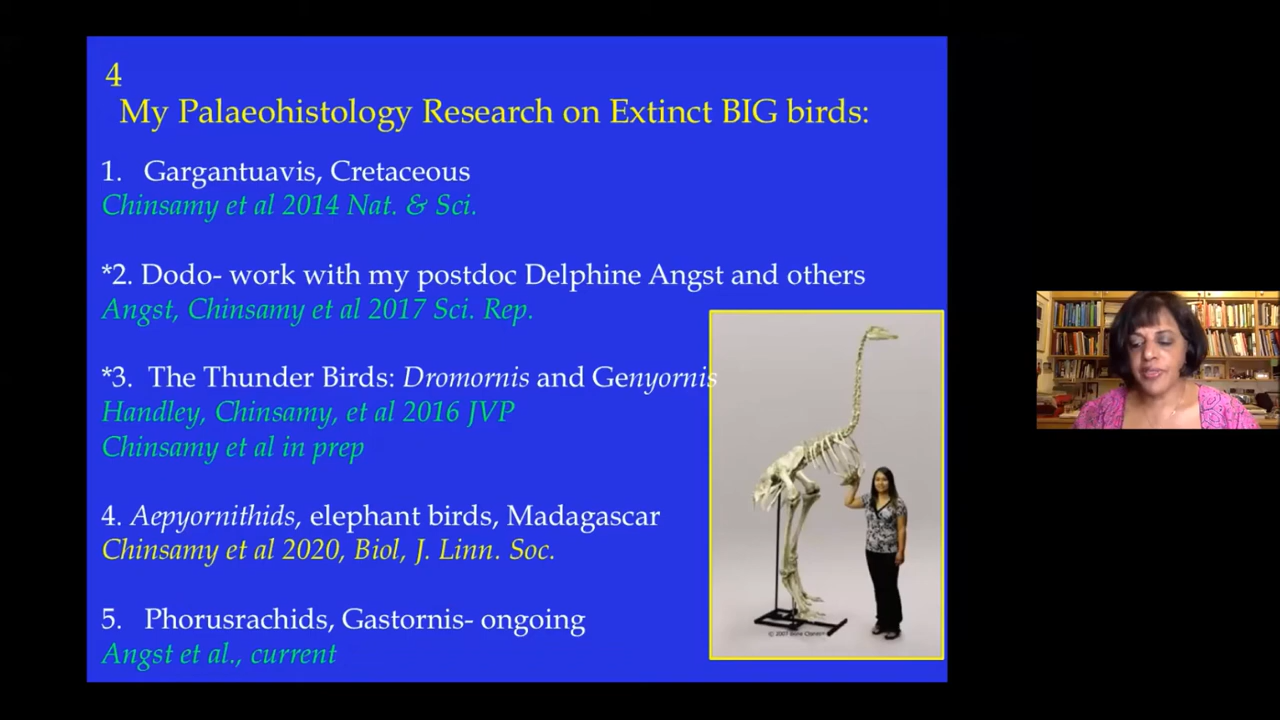 4
My Palaeohistology Research on Extinct BIG birds:
1. Gargantuavis, Cretaceous
Chinsamy et al 2014 Nat. & Sci.
*2. Dodo- work with my postdoc Delphine Angst and others
Angst, Chinsamy et al 2017 Sci. Rep.
*3. The Thunder Birds: Dromornis and Genyornis
Handley, Chinsamy, et al 2016 JVP
Chinsamy et al in prep
4. Aepyornithids, elephant birds, Madagascar
Chinsamy et al 2020, Biol, J. Linn. Soc.
5. Phorusrachids, Gastornis- ongoing
Angst et al., current
© 2007